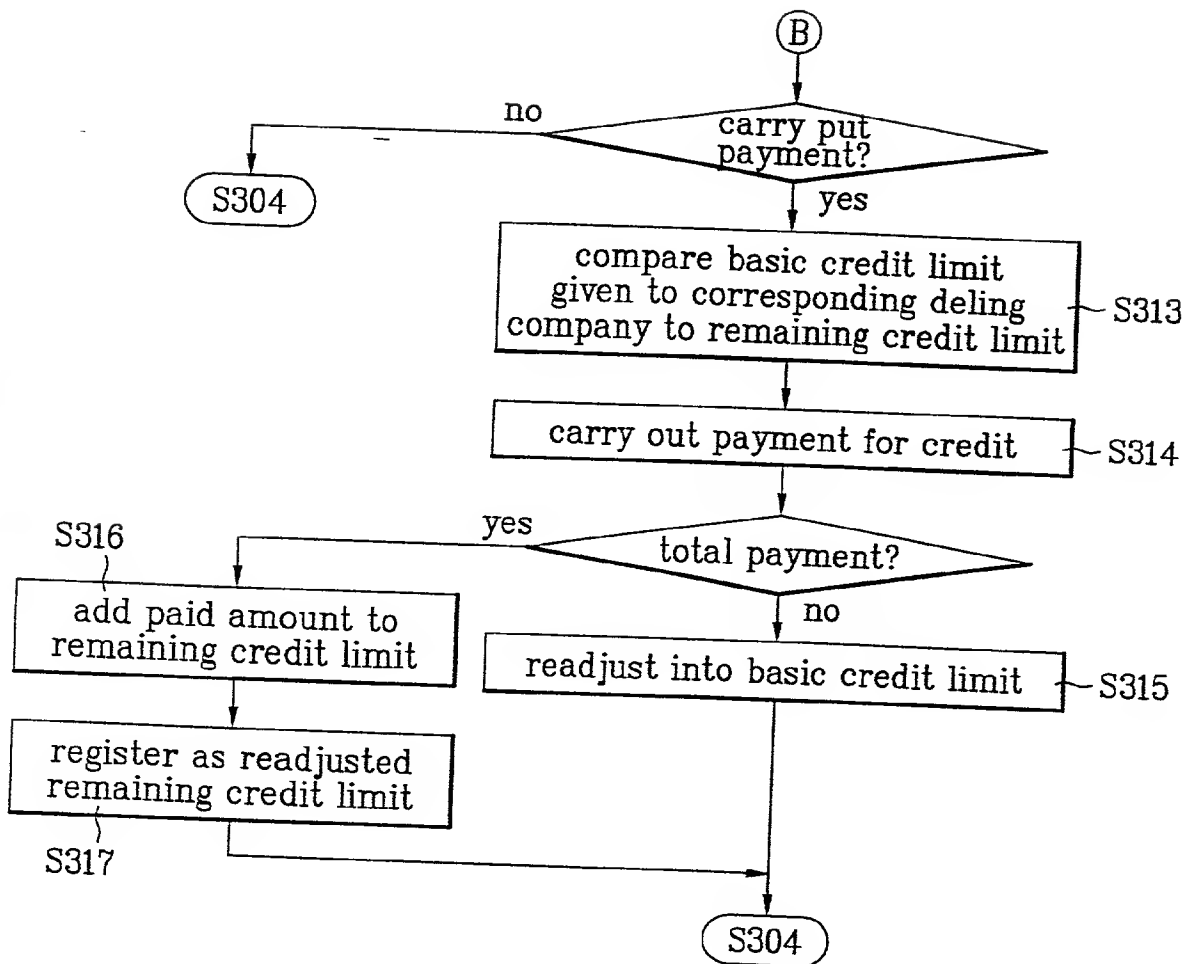 B
no
carry put
payment?
S304
yes
compare basic credit limit
given to corresponding deling
company to remaining credit limit
S313
carry out payment for credit
S314
yes
total payment?
S316
add paid amount to
remaining credit limit
no
readjust into basic credit limit
S315
register as readjusted
remaining credit limit
S317
S304